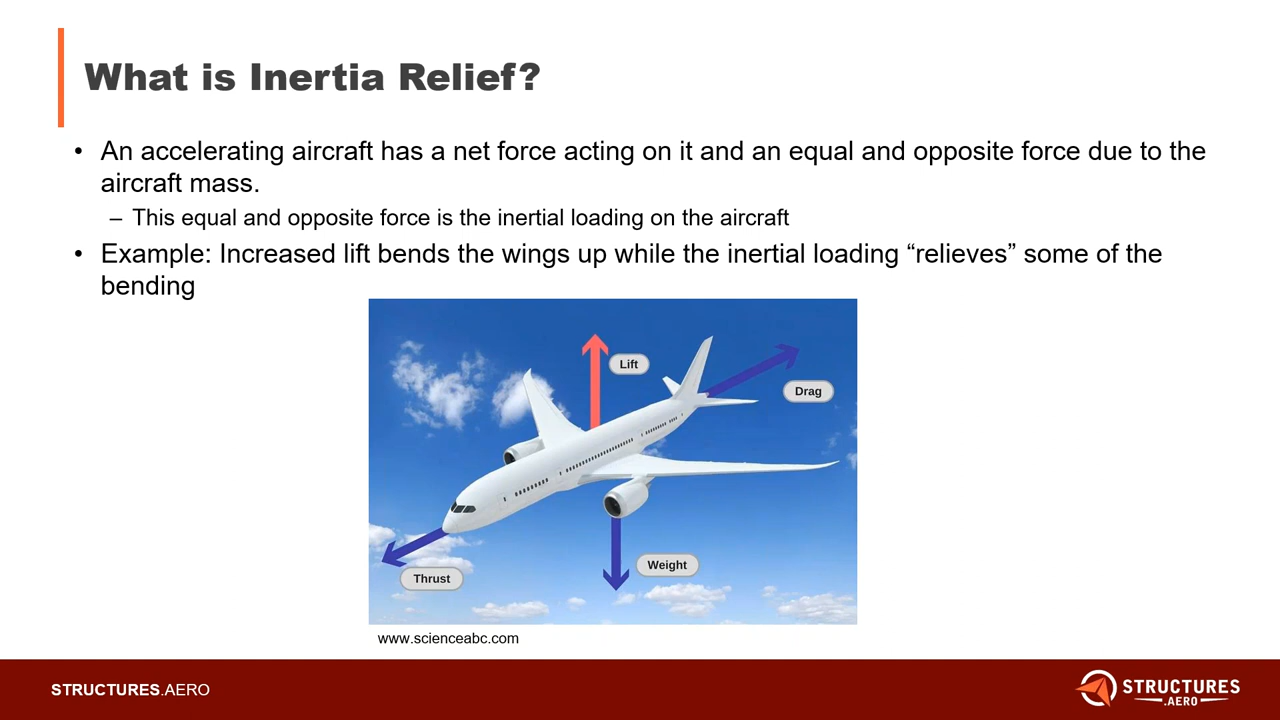 What is Inertia Relief?
• An accelerating aircraft has a net force acting on it and an equal and opposite force due to the
aircraft mass.
– This equal and opposite force is the inertial loading on the aircraft
• Example: Increased lift bends the wings up while the inertial loading “relieves” some of the
bending
Lift
Drag
Weight
Thrust
www.scienceabc.com
STRUCTURES.AERO
STRUCTURES
.AERO